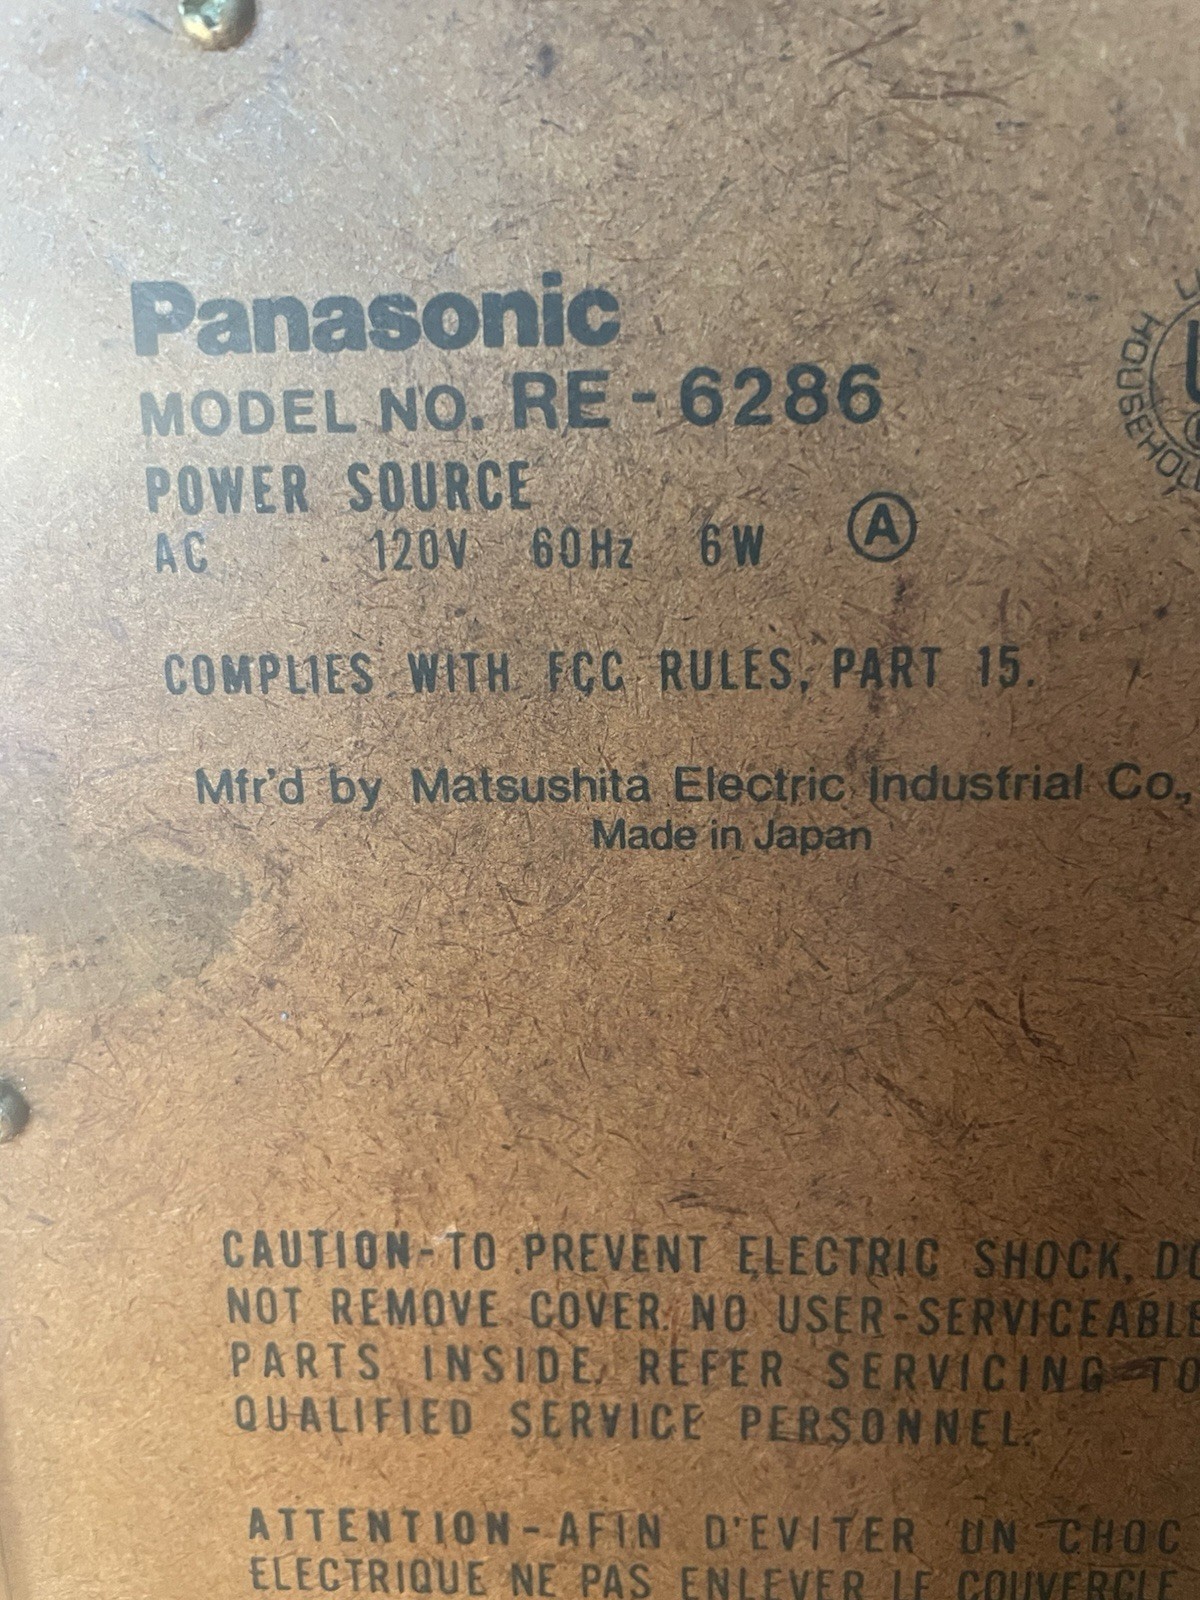 Panasonic
MODEL NO. RE-6286
POWER SOURCE
AC 120V 60Hz 6W A
COMPLIES WITH FCC RULES, PART 15.
Mfr'd by Matsushita Electric Industrial Co.,
Made in Japan
CAUTION-TO PREVENT ELECTRIC SHOCK, DO
NOT REMOVE COVER. NO USER-SERVICEABLE
PARTS INSIDE. REFER SERVICING TO
QUALIFIED SERVICE PERSONNEL.
ATTENTION-AFIN D'EVITER UN CHOC
ELECTRIQUE NE PAS ENLEVER LE COUVERCLE